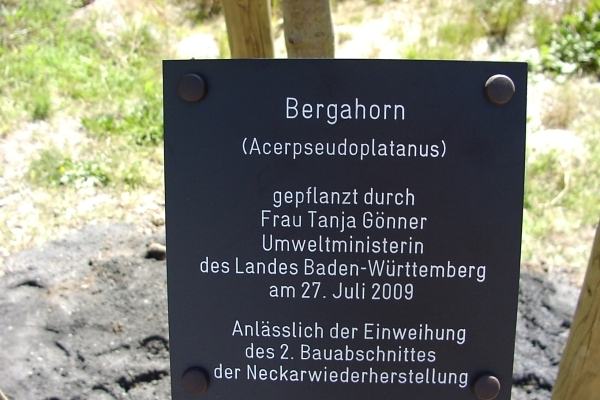 Bergahorn
(Acerpseudoplatanus)
gepflanzt durch
Frau Tanja Gönner
Umweltministerin
des Landes Baden-Württemberg
am 27. Juli 2009
Anlässlich der Einweihung
des 2. Bauabschnittes
der Neckarwiederherstellung